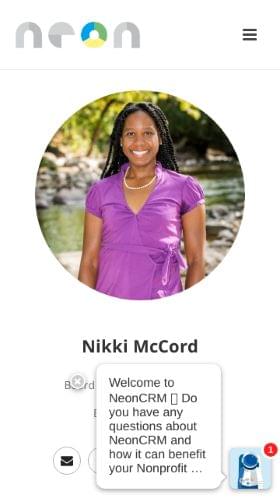 neon
Nikki McCord
Welcome to
NeonCRM ▯ Do
you have any
questions about
NeonCRM and
how it can benefit
your Nonprofit ...
1